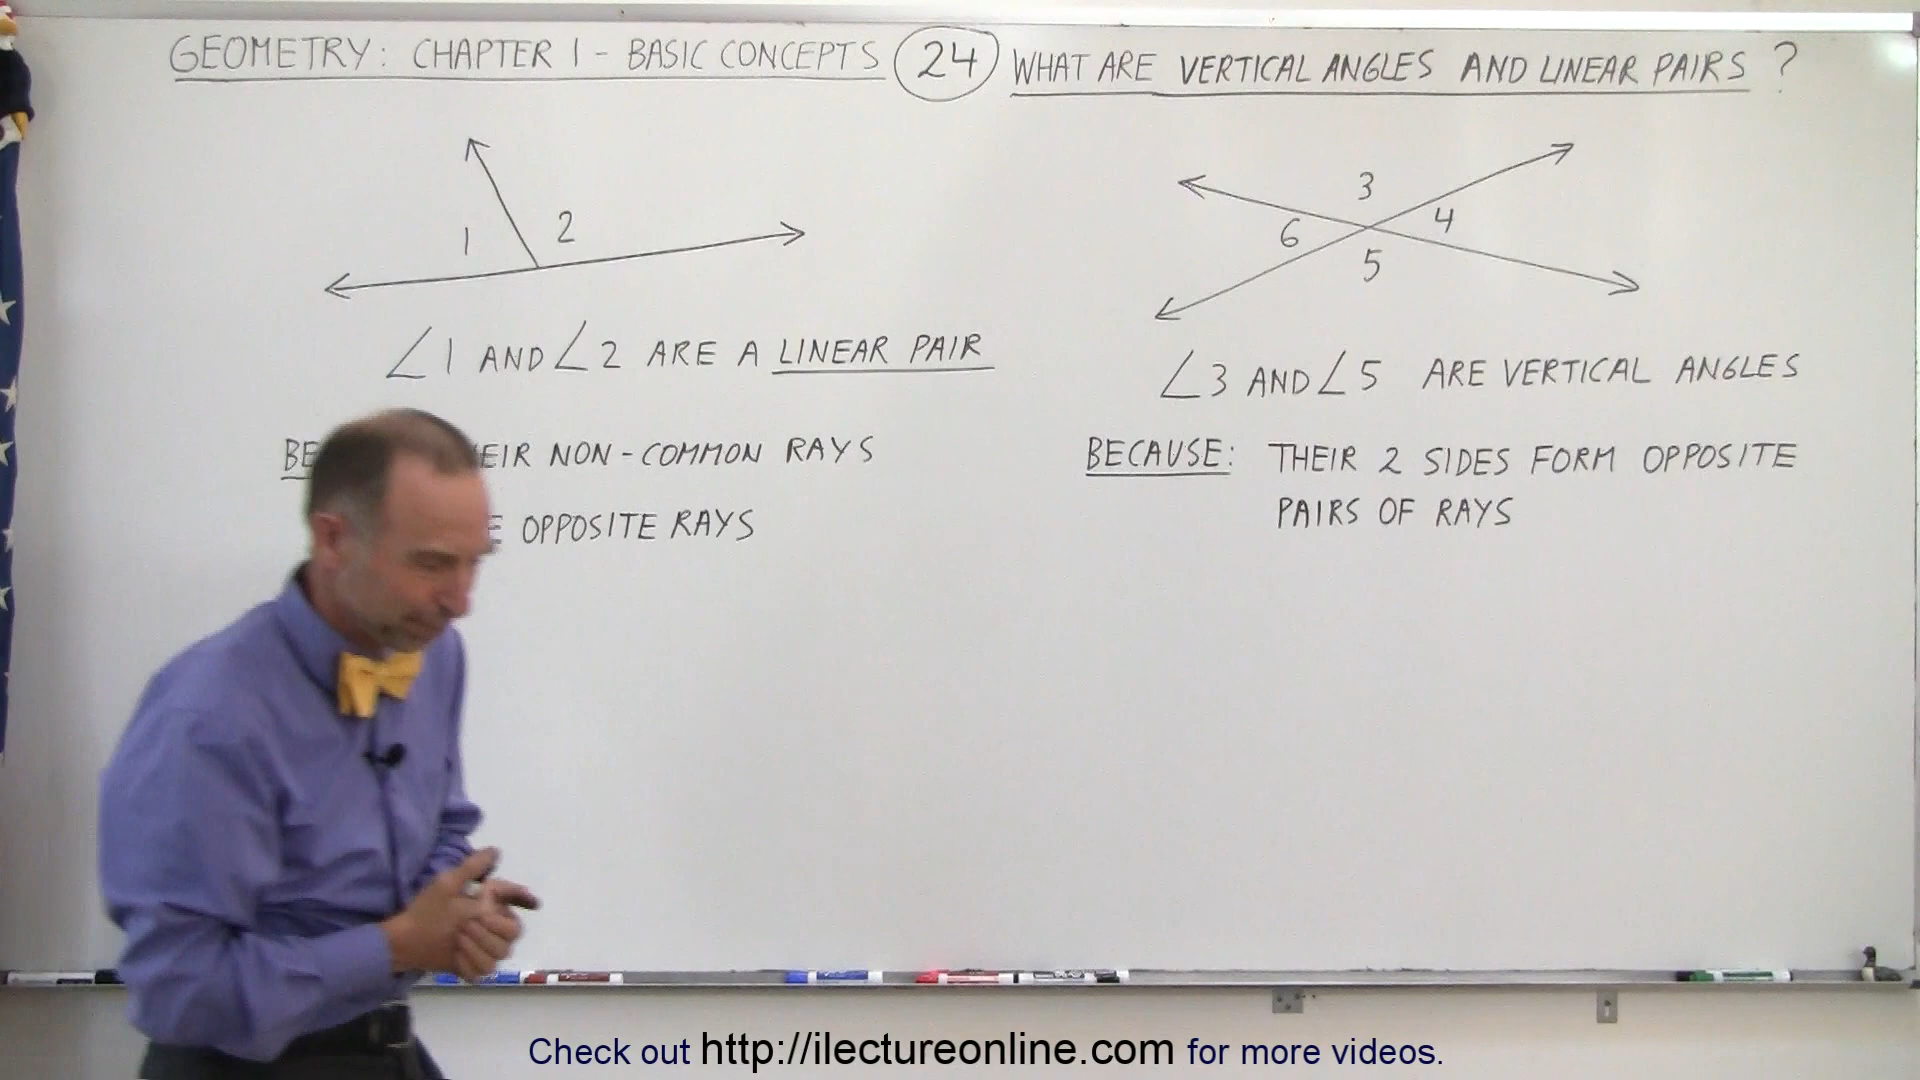 GEOMETRY: CHAPTER 1 - BASIC CONCEPTS 24 WHAT ARE VERTICAL ANGLES AND LINEAR PAIRS ?
1 2
3
6 4
5
∠1 AND ∠2 ARE A LINEAR PAIR
NON-COMMON RAYS
OPPOSITE RAYS
∠3 AND ∠5 ARE VERTICAL ANGLES
BECAUSE: THEIR 2 SIDES FORM OPPOSITE
PAIRS OF RAYS
Check out http://ilectureonline.com for more videos.